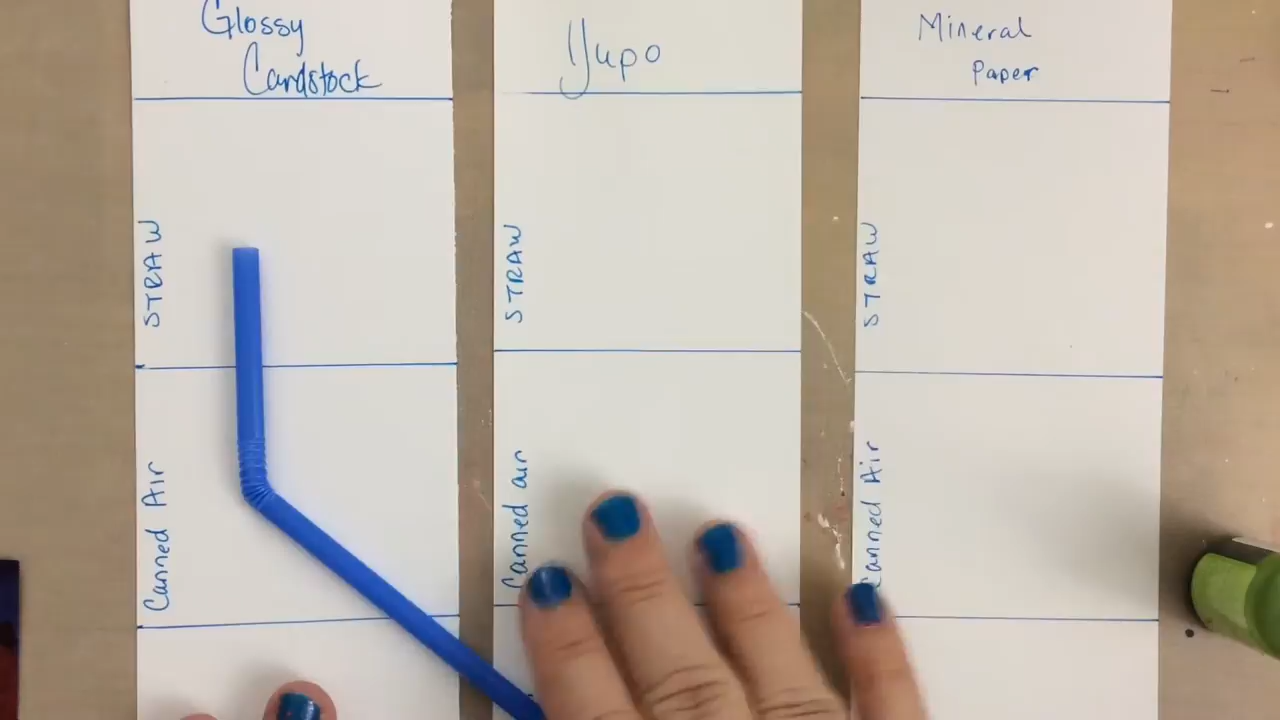 Glossy
Cardstock
STRAW
Canned Air
Yupo
STRAW
Canned air
Mineral
Paper
STRAW
Canned Air